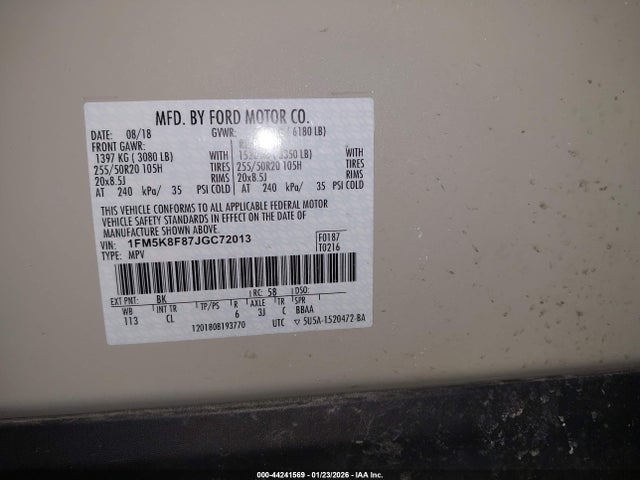 MFD. BY FORD MOTOR CO.
DATE: 08/18 GVWR: ( 6180 LB)
FRONT GAWR:
1397 KG ( 3080 LB) WITH 3350 LB) WITH
255/50R20 105H TIRES 255/50R20 105H TIRES
20x8.5J RIMS 20x8.5J RIMS
AT 240 kPa/ 35 PSI COLD AT 240 kPa/ 35 PSI COLD
THIS VEHICLE CONFORMS TO ALL APPLICABLE FEDERAL MOTOR
VEHICLE SAFETY STANDARDS IN EFFECT ON THE DATE OF
MANUFACTURE SHOWN ABOVE.
VIN: 1FM5K8F87JGC72013 F0187
TYPE: MPV T0216
EXT PNT: BK RC: 58 DSO:
WB INT TR TP/PS R AXLE TR SPR
113 CL 6 3J C BBAA
1201808193770 UTC ▽ 5U5A-1520472-BA
000-44241569 - 01/23/2026 - IAA Inc.